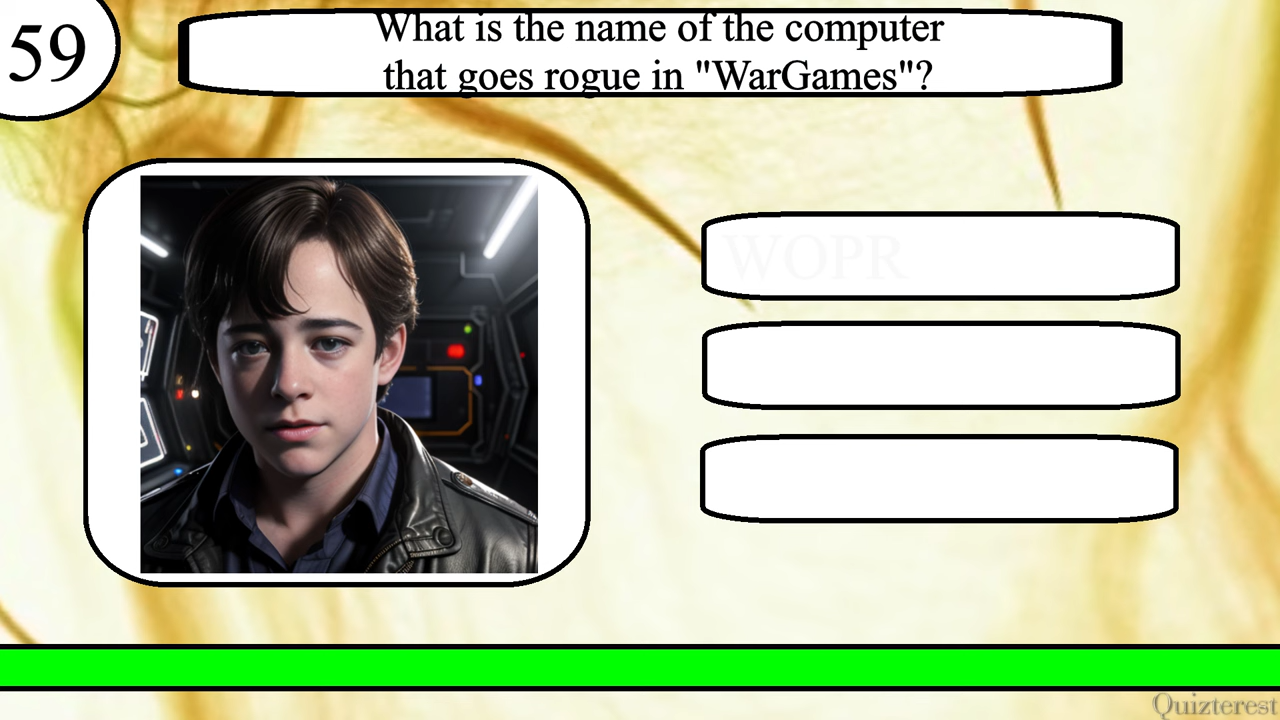 59
What is the name of the computer
that goes rogue in "WarGames"?
WOPR
Quizterest